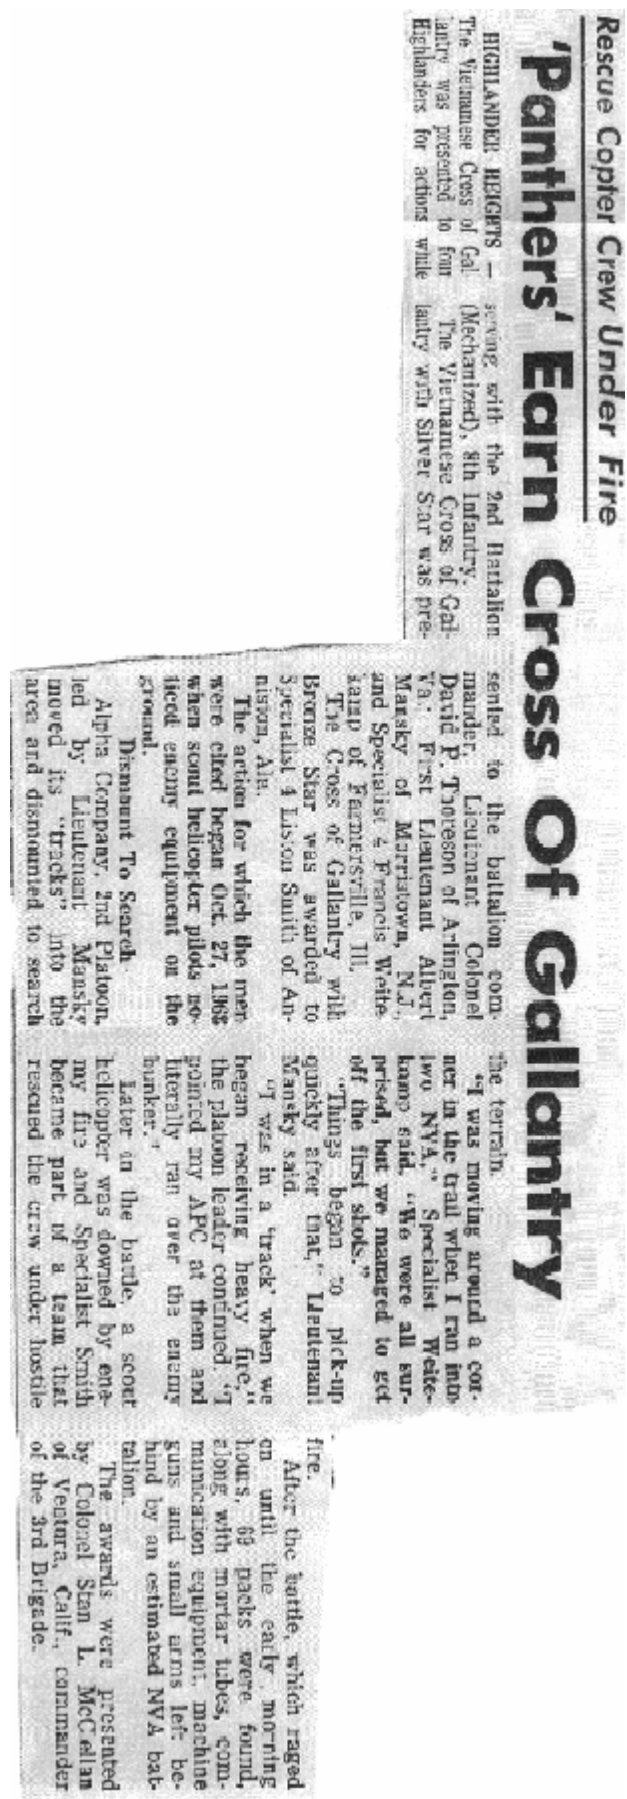 Rescue Copter Crew Under Fire
'Panthers' Earn Cross Of Gallantry
HIGHLANDER HEIGHTS —
The Vietnamese Cross of Gal
lantry was presented to four
Highlanders for actions while
serving with the 2nd Battalion
(Mechanized), 8th Infantry.
The Vietnamese Cross of Gal-
lantry with Silver Star was pre-
sented to the battalion com-
mander, Lieutenant Colonel
David P. Thoreson of Arlington,
Va.; First Lieutenant Albert
Mansky of Morristown, N.J.,
and Specialist 4 Francis Weite-
kamp of Farmersville, Ill.
The Cross of Gallantry with
Bronze Star was awarded to
Specialist 4 Liston Smith of An-
niston, Ala.
The action for which the men
were cited began Oct. 27, 1968
when scout helicopter pilots no-
ticed enemy equipment on the
ground.
Dismount To Search
Alpha Company, 2nd Platoon,
led by Lieutenant Mansky
moved its "tracks" into the
area and dismounted to search
the terrain.
"I was moving around a cor-
ner in the trail when I ran into
two NVA," Specialist Weite-
kamp said. "We were all sur-
prised, but we managed to get
off the first shots."
"Things began to pick-up
quickly after that," Lieutenant
Mansky said.
"I was in a 'track' when we
began receiving heavy fire,"
the platoon leader continued. "I
pointed my APC at them and
literally ran over the enemy
bunker."
Later in the battle, a scout
helicopter was downed by ene-
my fire and Specialist Smith
became part of a team that
rescued the crew under hostile
fire.
After the battle, which raged
on until the early morning
hours, 69 packs were found,
along with mortar tubes, com-
munication equipment, machine
guns and small arms left be-
hind by an estimated NVA bat-
talion.
The awards were presented
by Colonel Stan L. McClellan
of Ventura, Calif., commander
of the 3rd Brigade.